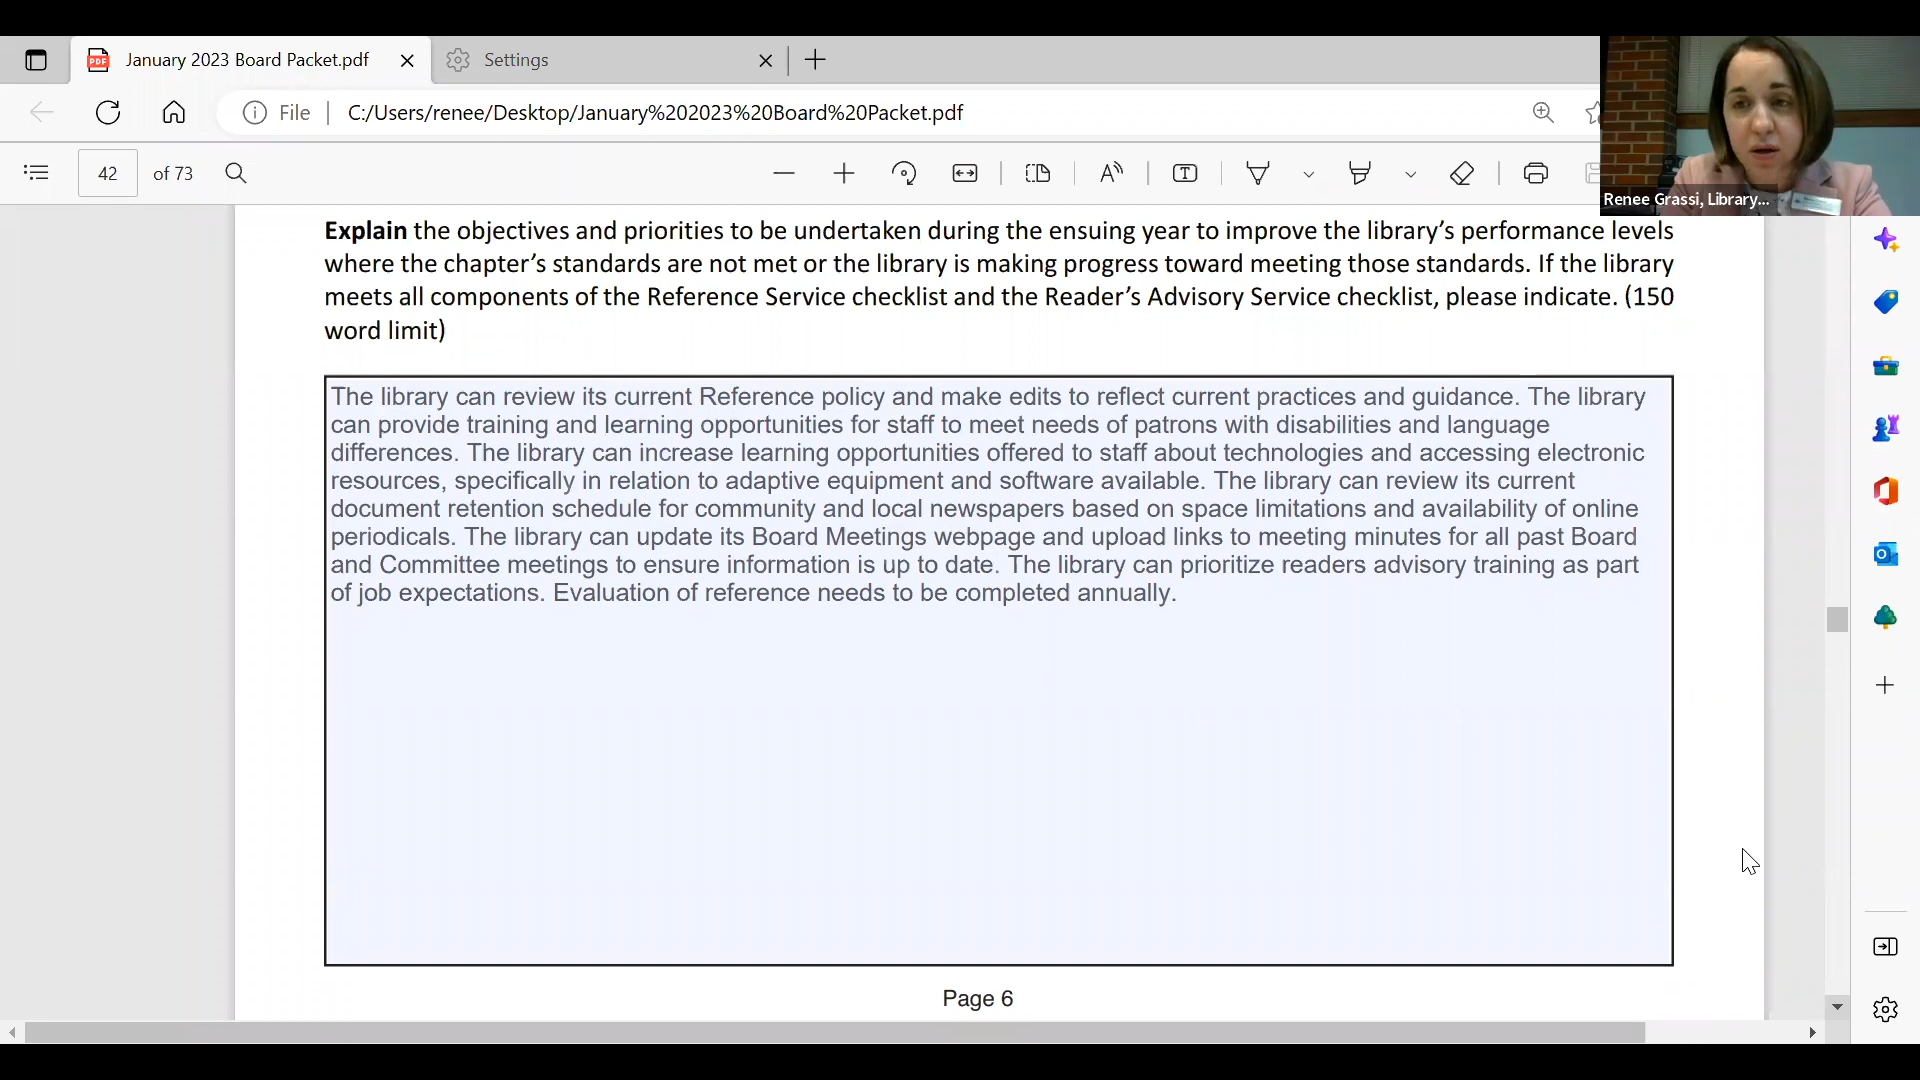 January 2023 Board Packet.pdf
Settings
File
C:/Users/renee/Desktop/January%202023%20Board%20Packet.pdf
42 of 73
Renee Grassi, Library...
Explain the objectives and priorities to be undertaken during the ensuing year to improve the library’s performance levels
where the chapter’s standards are not met or the library is making progress toward meeting those standards. If the library
meets all components of the Reference Service checklist and the Reader’s Advisory Service checklist, please indicate. (150
word limit)
The library can review its current Reference policy and make edits to reflect current practices and guidance. The library
can provide training and learning opportunities for staff to meet needs of patrons with disabilities and language
differences. The library can increase learning opportunities offered to staff about technologies and accessing electronic
resources, specifically in relation to adaptive equipment and software available. The library can review its current
document retention schedule for community and local newspapers based on space limitations and availability of online
periodicals. The library can update its Board Meetings webpage and upload links to meeting minutes for all past Board
and Committee meetings to ensure information is up to date. The library can prioritize readers advisory training as part
of job expectations. Evaluation of reference needs to be completed annually.
Page 6